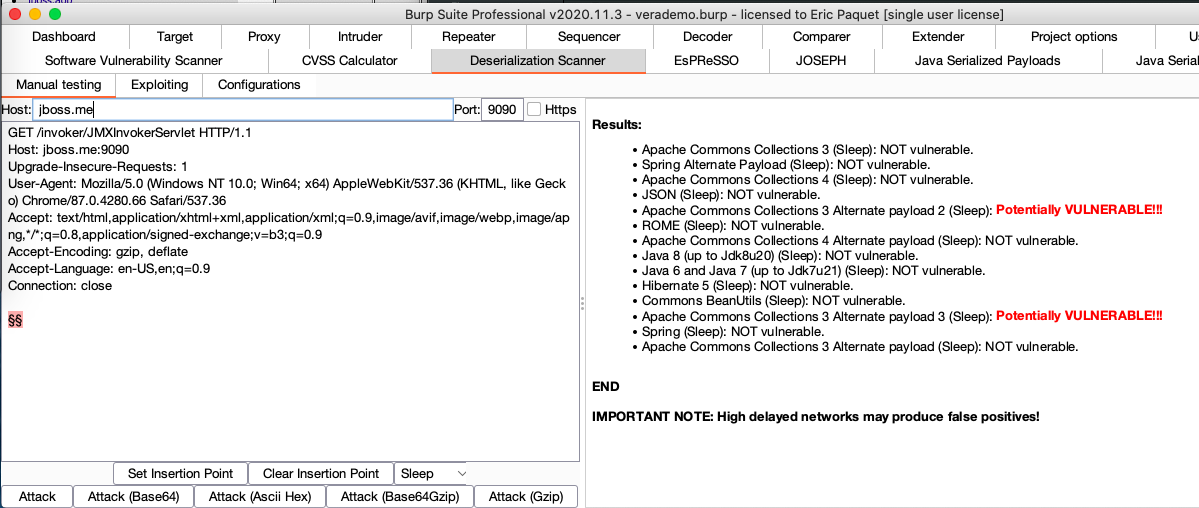 Burp Suite Professional v2020.11.3 - verademo.burp - licensed to Eric Paquet [single user license]
Dashboard Target Proxy Intruder Repeater Sequencer Decoder Comparer Extender Project options
Software Vulnerability Scanner CVSS Calculator Deserialization Scanner EsPReSSO JOSEPH Java Serialized Payloads Java Serial
Manual testing Exploiting Configurations
Host: jboss.me Port: 9090 Https
GET /invoker/JMXInvokerServlet HTTP/1.1
Host: jboss.me:9090
Upgrade-Insecure-Requests: 1
User-Agent: Mozilla/5.0 (Windows NT 10.0; Win64; x64) AppleWebKit/537.36 (KHTML, like Geck
o) Chrome/87.0.4280.66 Safari/537.36
Accept: text/html,application/xhtml+xml,application/xml;q=0.9,image/avif,image/webp,image/ap
ng,*/*;q=0.8,application/signed-exchange;v=b3;q=0.9
Accept-Encoding: gzip, deflate
Accept-Language: en-US,en;q=0.9
Connection: close
§§
Set Insertion Point Clear Insertion Point Sleep
Attack Attack (Base64) Attack (Ascii Hex) Attack (Base64Gzip) Attack (Gzip)
Results:
• Apache Commons Collections 3 (Sleep): NOT vulnerable.
• Spring Alternate Payload (Sleep): NOT vulnerable.
• Apache Commons Collections 4 (Sleep): NOT vulnerable.
• JSON (Sleep): NOT vulnerable.
• Apache Commons Collections 3 Alternate payload 2 (Sleep): Potentially VULNERABLE!!!
• ROME (Sleep): NOT vulnerable.
• Apache Commons Collections 4 Alternate payload (Sleep): NOT vulnerable.
• Java 8 (up to Jdk8u20) (Sleep): NOT vulnerable.
• Java 6 and Java 7 (up to Jdk7u21) (Sleep): NOT vulnerable.
• Hibernate 5 (Sleep): NOT vulnerable.
• Commons BeanUtils (Sleep): NOT vulnerable.
• Apache Commons Collections 3 Alternate payload 3 (Sleep): Potentially VULNERABLE!!!
• Spring (Sleep): NOT vulnerable.
• Apache Commons Collections 3 Alternate payload (Sleep): NOT vulnerable.
END
IMPORTANT NOTE: High delayed networks may produce false positives!